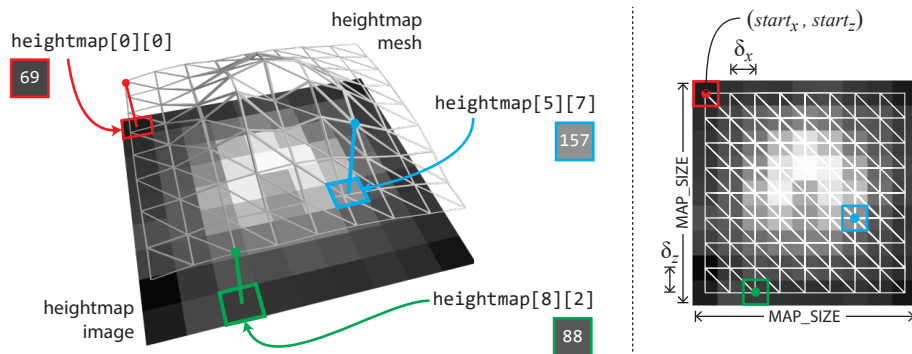 heightmap[0][0]
69
heightmap
mesh
heightmap[5][7]
157
heightmap[8][2]
88
heightmap
image
(startx , startz)
δx
MAP_SIZE
δz
MAP_SIZE